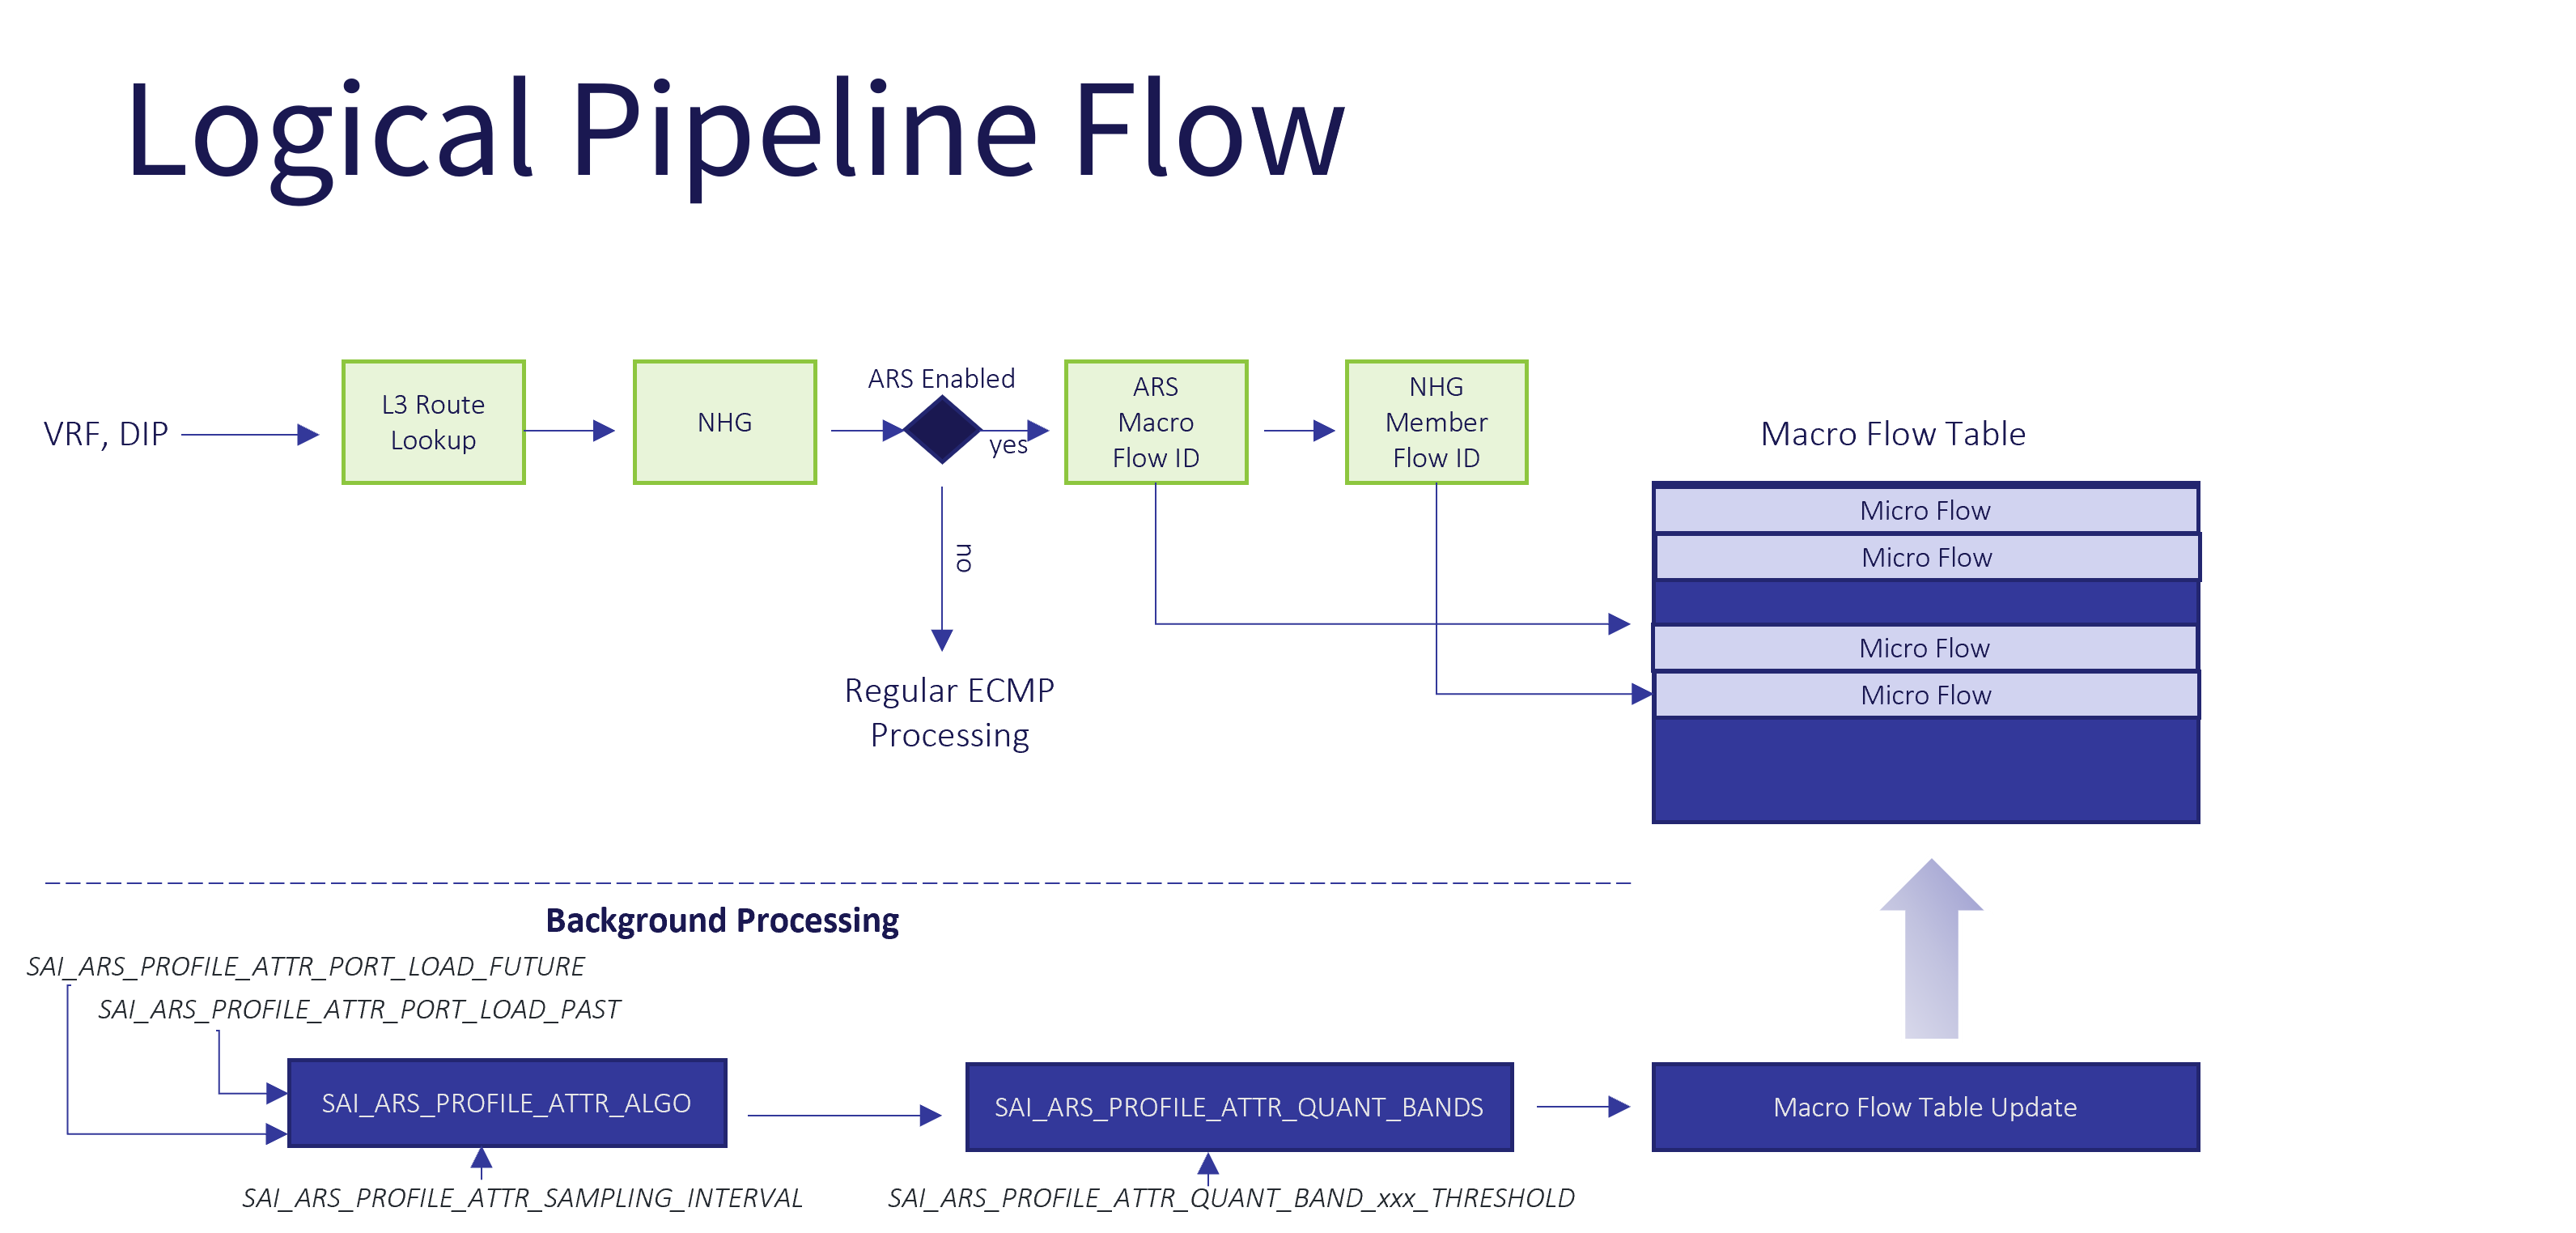 Logical Pipeline Flow
VRF, DIP
L3 Route
Lookup
NHG
ARS Enabled
yes
no
Regular ECMP
Processing
ARS
Macro
Flow ID
NHG
Member
Flow ID
Macro Flow Table
Micro Flow
Micro Flow
Micro Flow
Micro Flow
Background Processing
SAI_ARS_PROFILE_ATTR_PORT_LOAD_FUTURE
SAI_ARS_PROFILE_ATTR_PORT_LOAD_PAST
SAI_ARS_PROFILE_ATTR_ALGO
SAI_ARS_PROFILE_ATTR_SAMPLING_INTERVAL
SAI_ARS_PROFILE_ATTR_QUANT_BANDS
SAI_ARS_PROFILE_ATTR_QUANT_BAND_xxx_THRESHOLD
Macro Flow Table Update